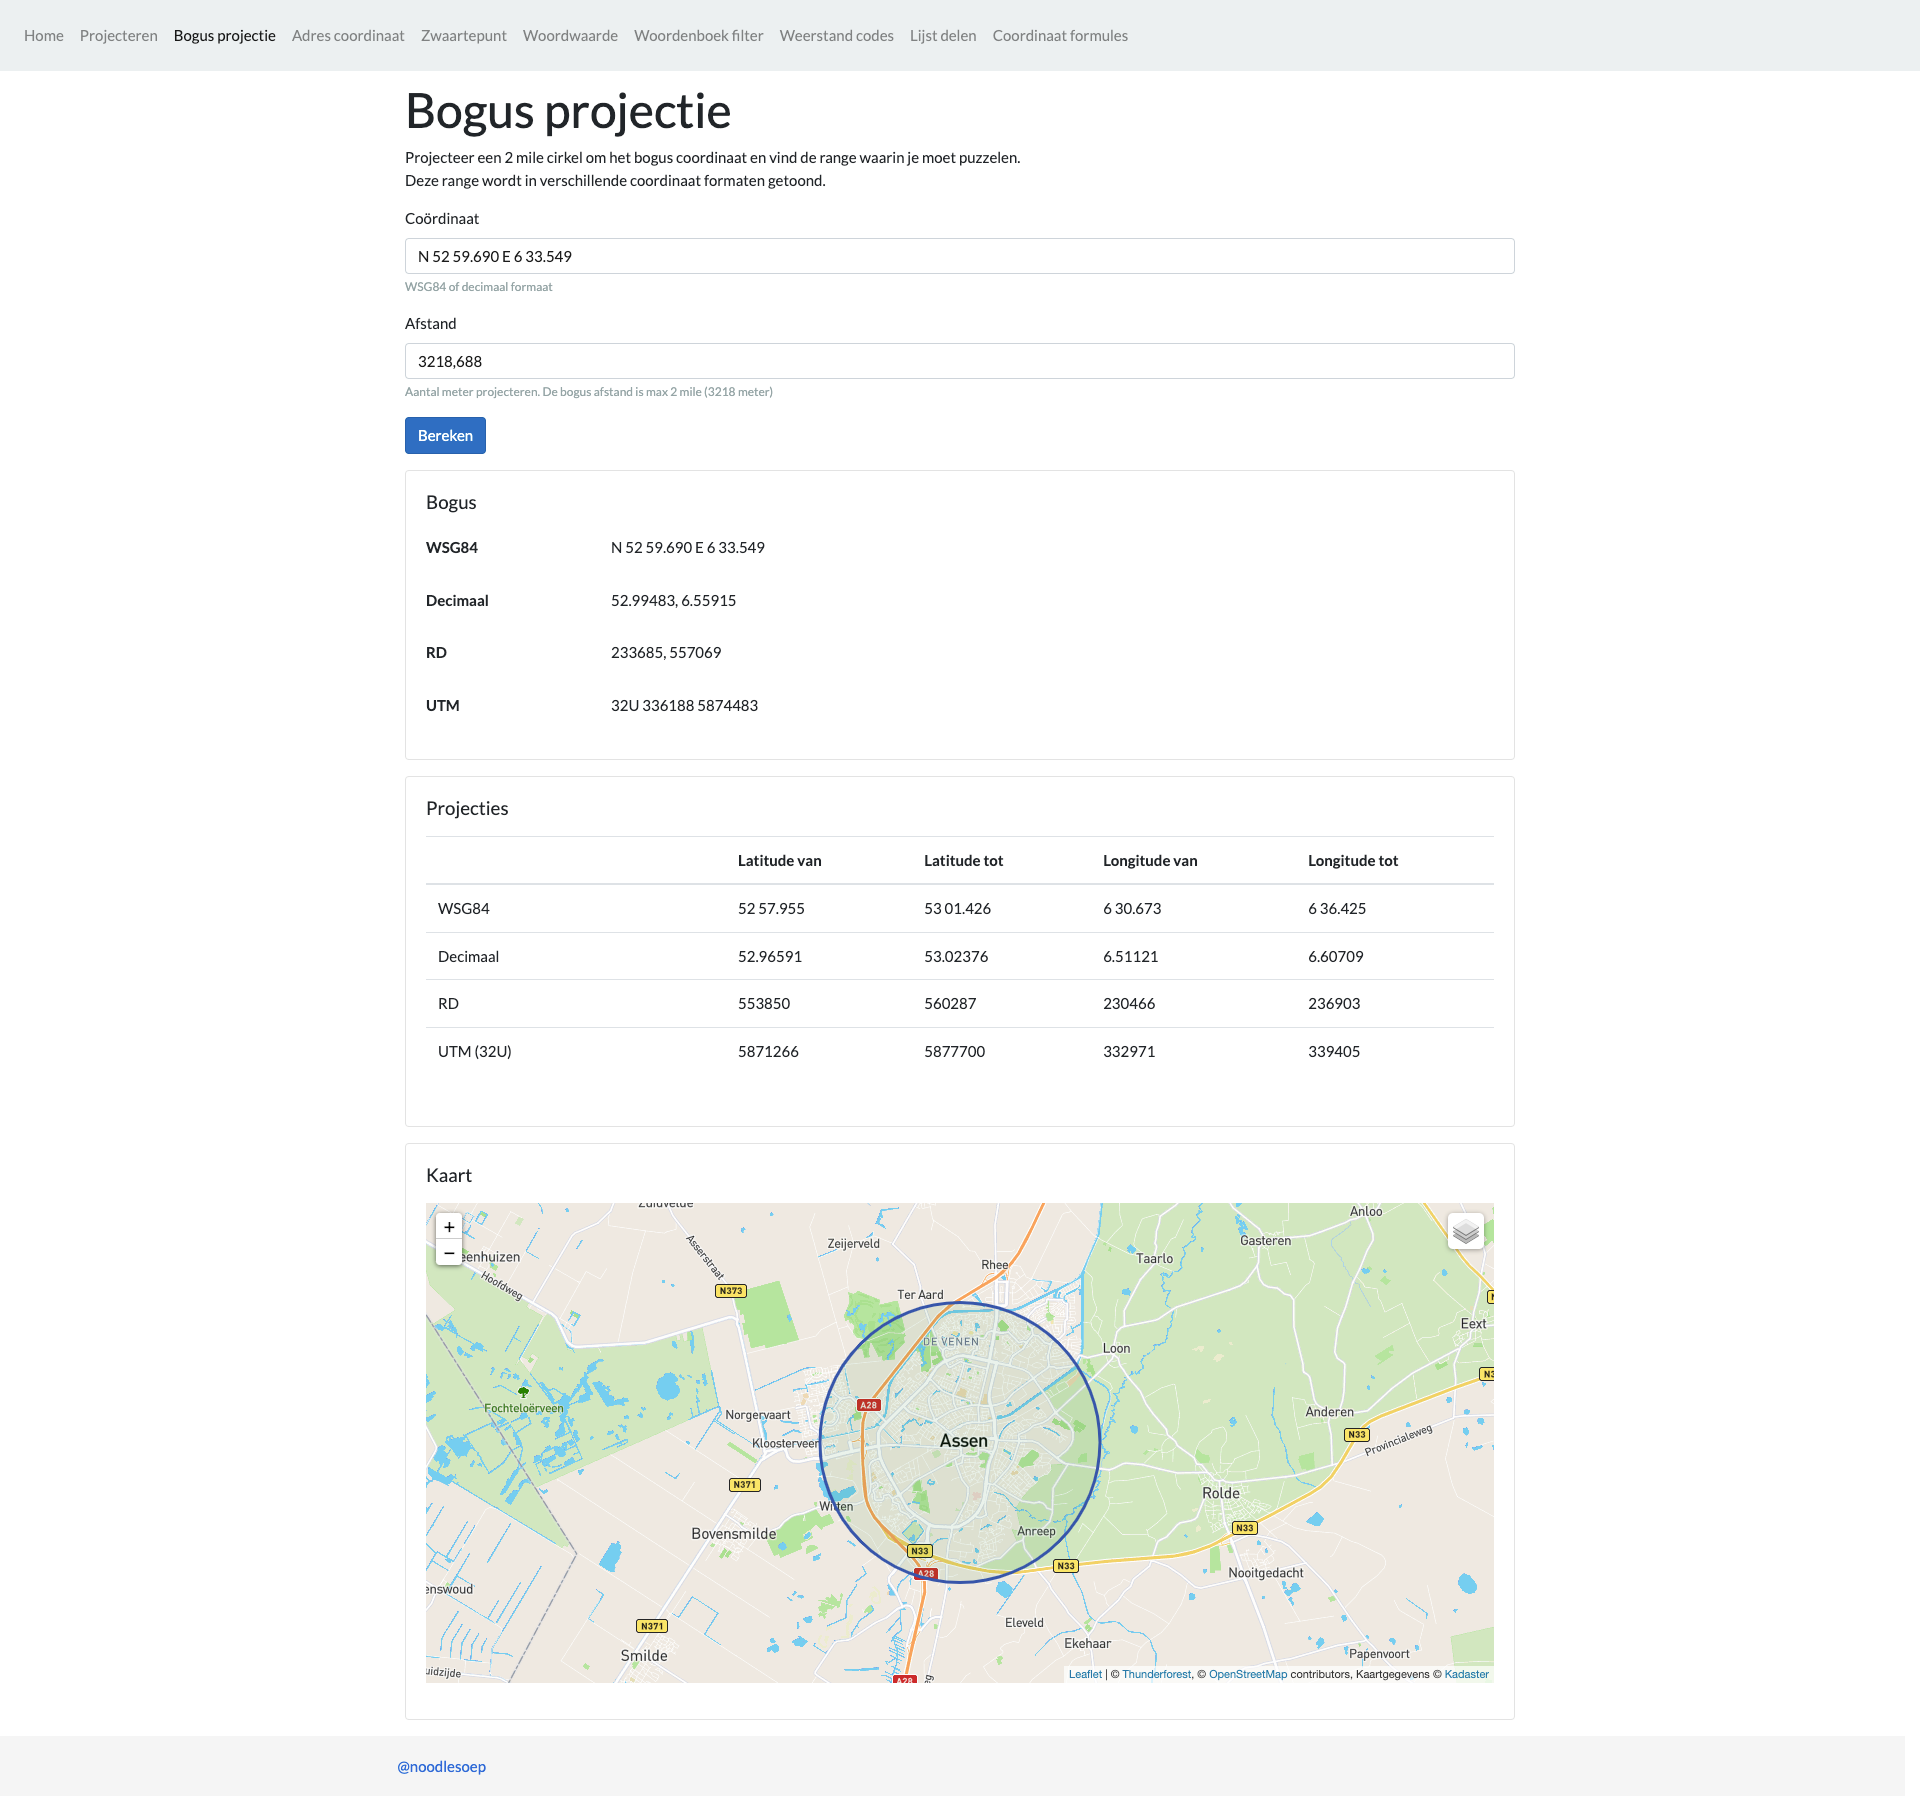 Home Projecteren Bogus projectie Adres coordinaat Zwaartepunt Woordwaarde Woordenboek filter Weerstand codes Lijst delen Coordinaat formules
Bogus projectie
Projecteer een 2 mile cirkel om het bogus coordinaat en vind de range waarin je moet puzzelen.
Deze range wordt in verschillende coordinaat formaten getoond.
Coördinaat
N 52 59.690 E 6 33.549
WSG84 of decimaal formaat
Afstand
3218,688
Aantal meter projecteren. De bogus afstand is max 2 mile (3218 meter)
Bereken
Bogus
WSG84 N 52 59.690 E 6 33.549
Decimaal 52.99483, 6.55915
RD 233685, 557069
UTM 32U 336188 5874483
Projecties
Latitude van Latitude tot Longitude van Longitude tot
WSG84 52 57.955 53 01.426 6 30.673 6 36.425
Decimaal 52.96591 53.02376 6.51121 6.60709
RD 553850 560287 230466 236903
UTM (32U) 5871266 5877700 332971 339405
Kaart
Zuidvelde
Anloo
+
−
Zeijerveld
Gasteren
eenhuizen
Asserstraat
Taarlo
Rhee
Hoofdweg
N373
Ter Aard
Eext
DE VENEN
Loon
Fochteloërveen
A28
Norgervaart
Anderen
N33
Provincialeweg
Kloosterveen
Assen
N371
Rolde
Witten
Bovensmilde
Anreep
N33
N33
N33
A28
Nooitgedacht
enswoud
N371
Eleveld
Smilde
Ekehaar
Papenvoort
uidzijde
A28
Leaflet | © Thunderforest, © OpenStreetMap contributors, Kaartgegevens © Kadaster
@noodlesoep